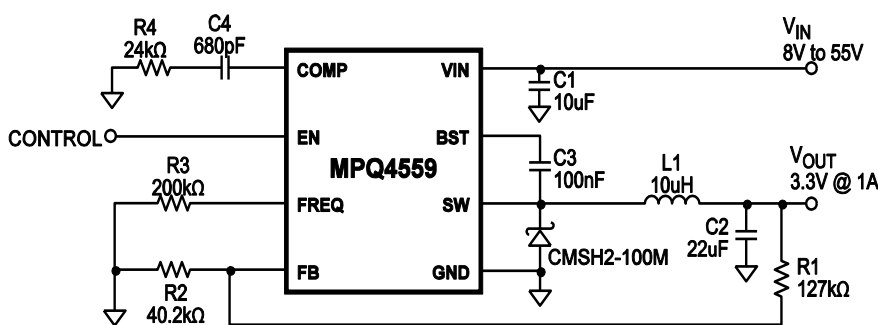 R4
24kΩ
C4
680pF
COMP
VIN
V_IN
8V to 55V
C1
10uF
CONTROL
EN
BST
MPQ4559
C3
100nF
R3
200kΩ
FREQ
SW
L1
10uH
V_OUT
3.3V @ 1A
C2
22uF
CMSH2-100M
R2
40.2kΩ
FB
GND
R1
127kΩ